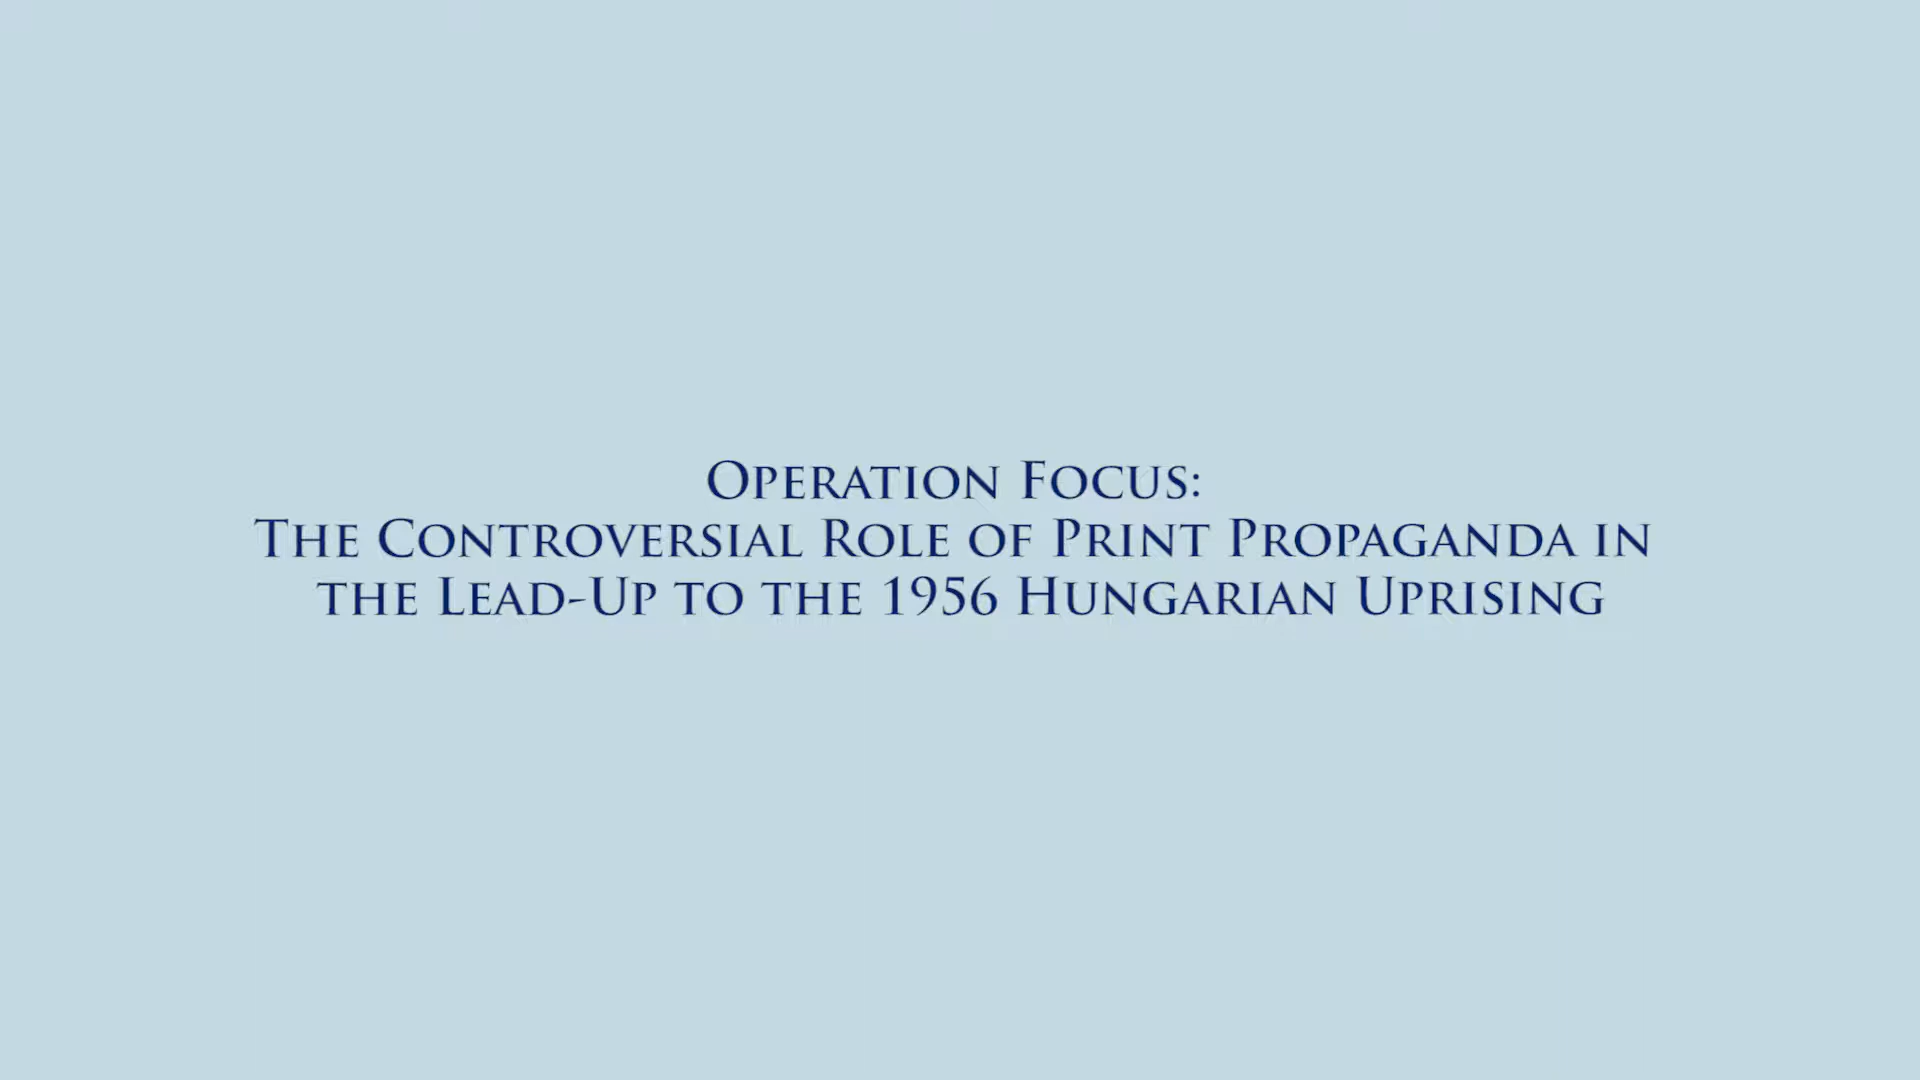 Operation Focus:
The Controversial Role of Print Propaganda in
the Lead-Up to the 1956 Hungarian Uprising